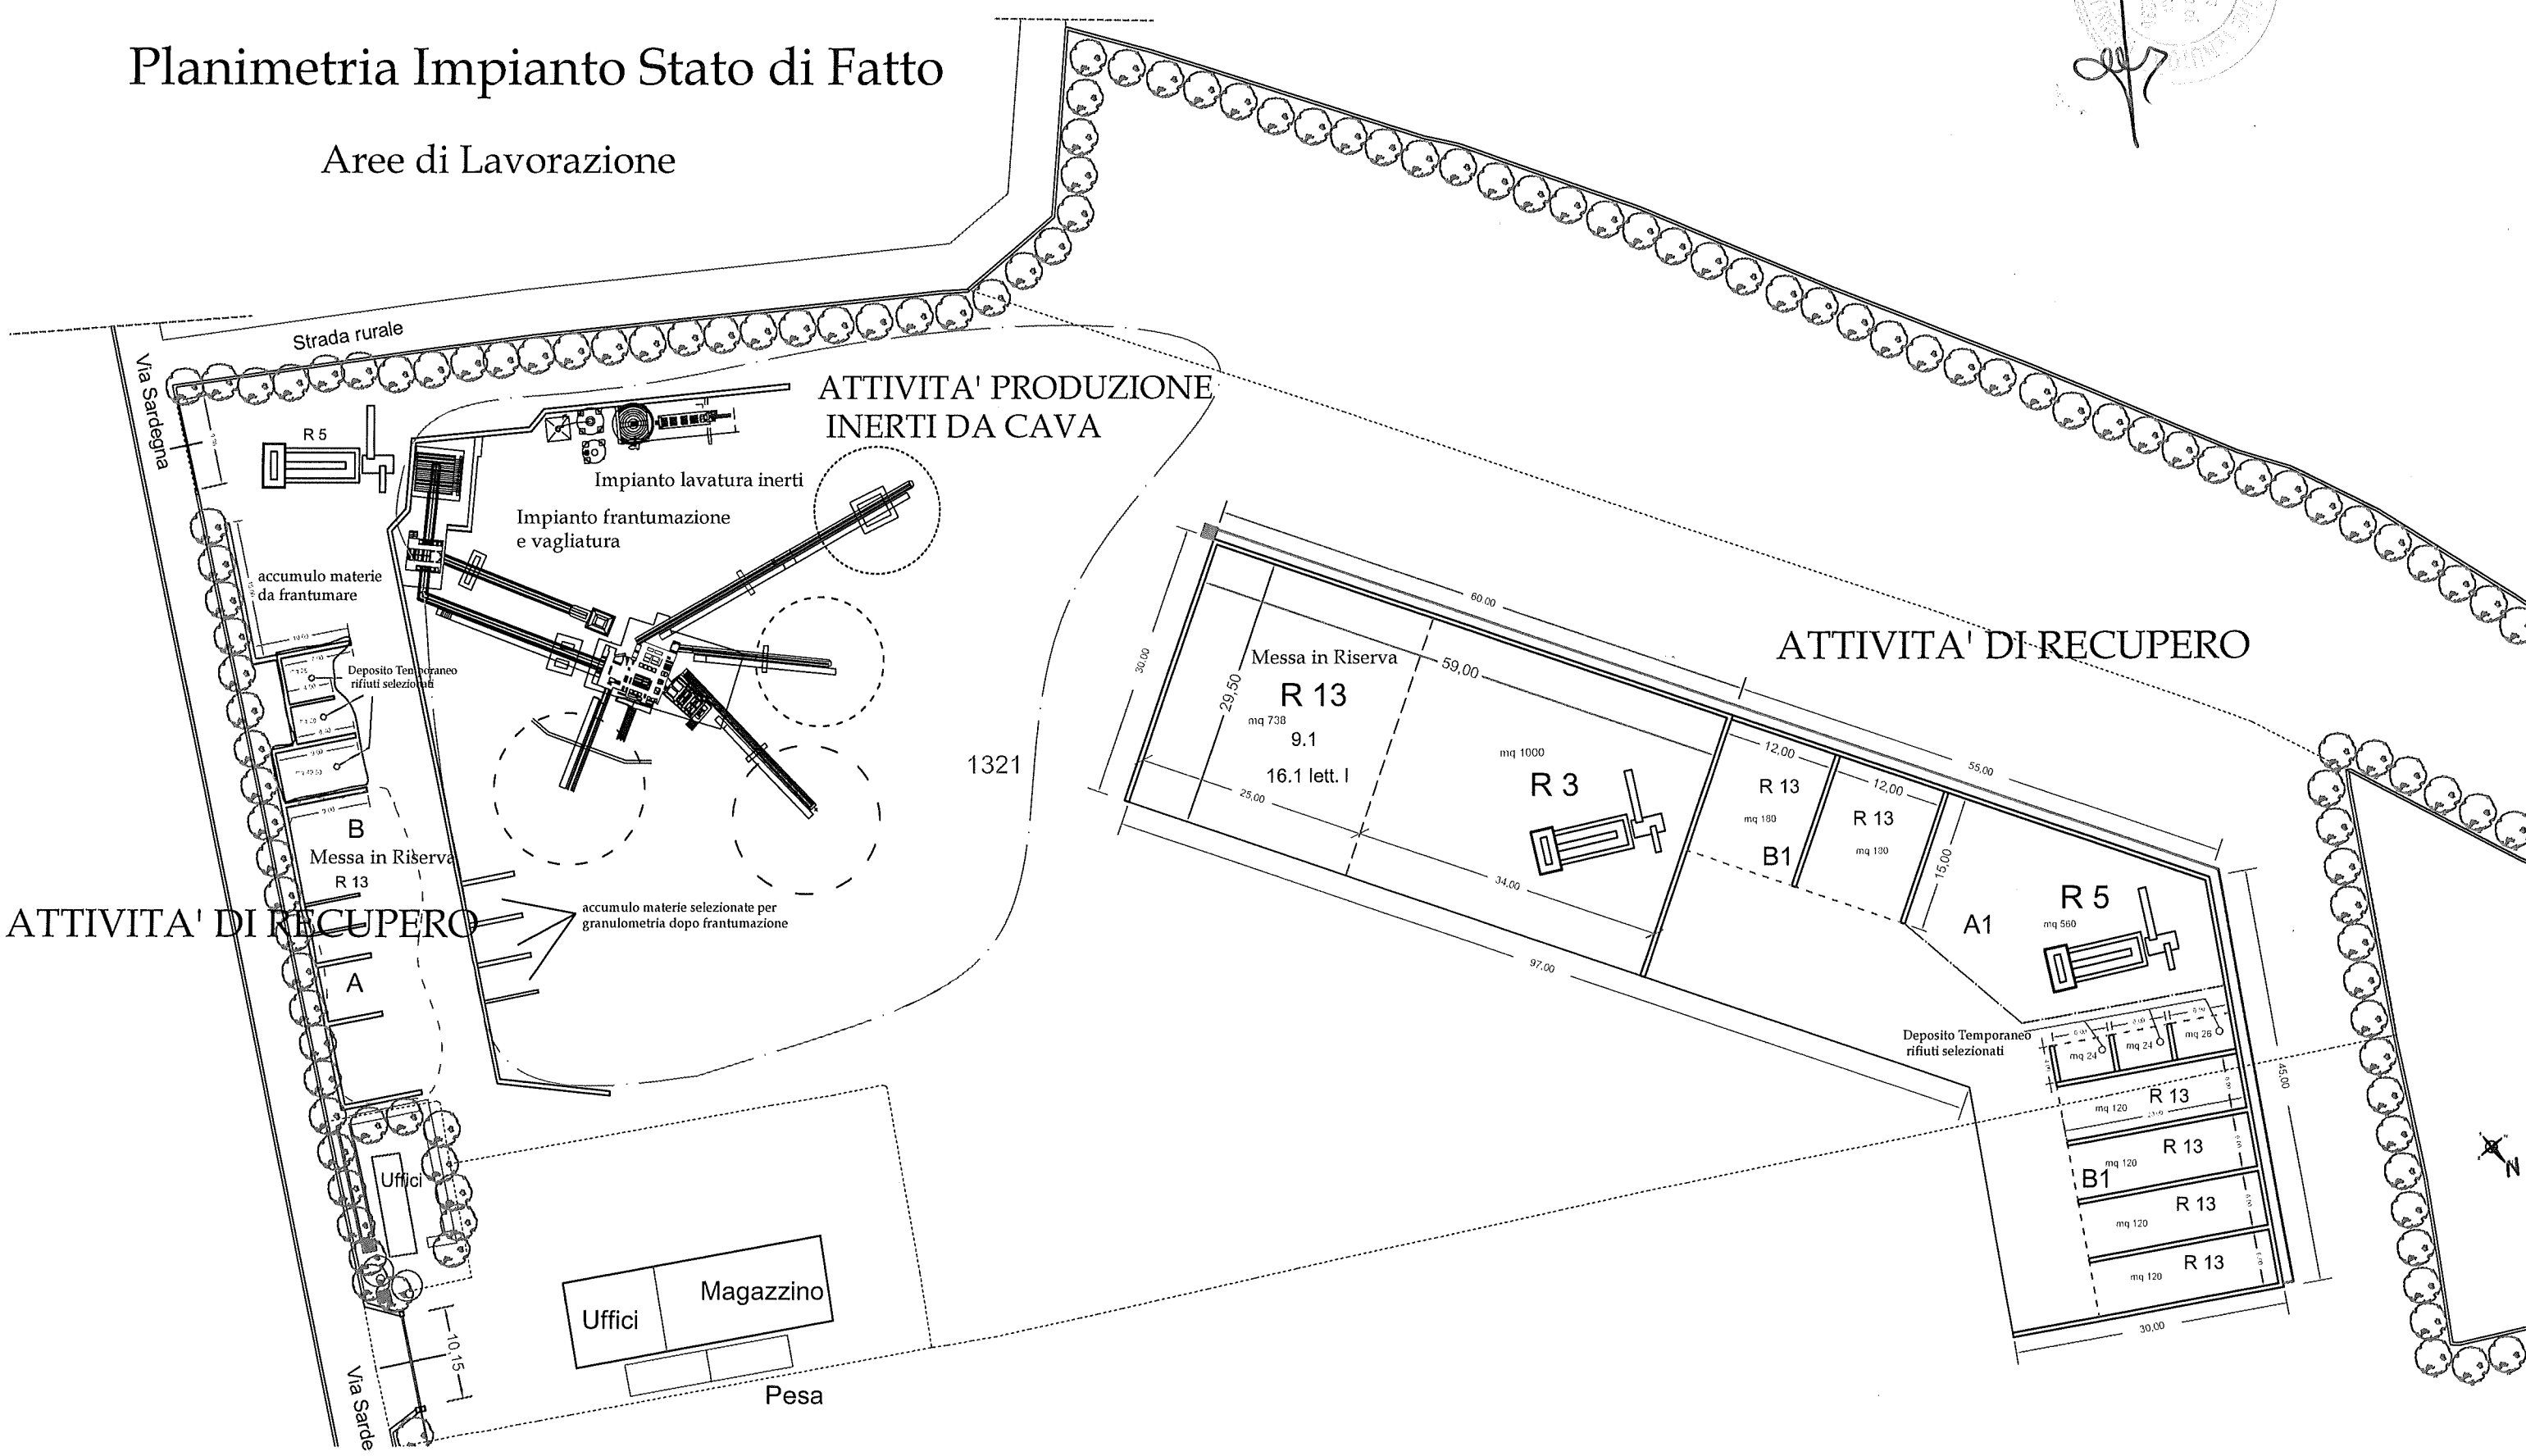 Planimetria Impianto Stato di Fatto
Aree di Lavorazione
Strada rurale
Via Sardegna
R 5
ATTIVITA' PRODUZIONE
INERTI DA CAVA
Impianto lavatura inerti
Impianto frantumazione
e vagliatura
accumulo materie
da frantumare
10.00
Deposito Temporaneo
rifiuti selezionati
B
Messa in Riserva
R 13
ATTIVITA' DI RECUPERO
A
accumulo materie selezionate per
granulometria dopo frantumazione
1321
Uffici
10,15
Via Sarde
Uffici
Magazzino
Pesa
ATTIVITA' DI RECUPERO
60.00
30.00
29,50
59,00
Messa in Riserva
R 13
mq 738
9.1
16.1 lett. l
25,00
mq 1000
R 3
34,00
97,00
12,00
R 13
mq 180
B1
12,00
R 13
mq 180
55,00
15,00
A1
R 5
mq 560
Deposito Temporaneo
rifiuti selezionati
mq 24
mq 24
mq 26
45,00
R 13
mq 120
R 13
mq 120
B1
R 13
mq 120
R 13
mq 120
30,00
N